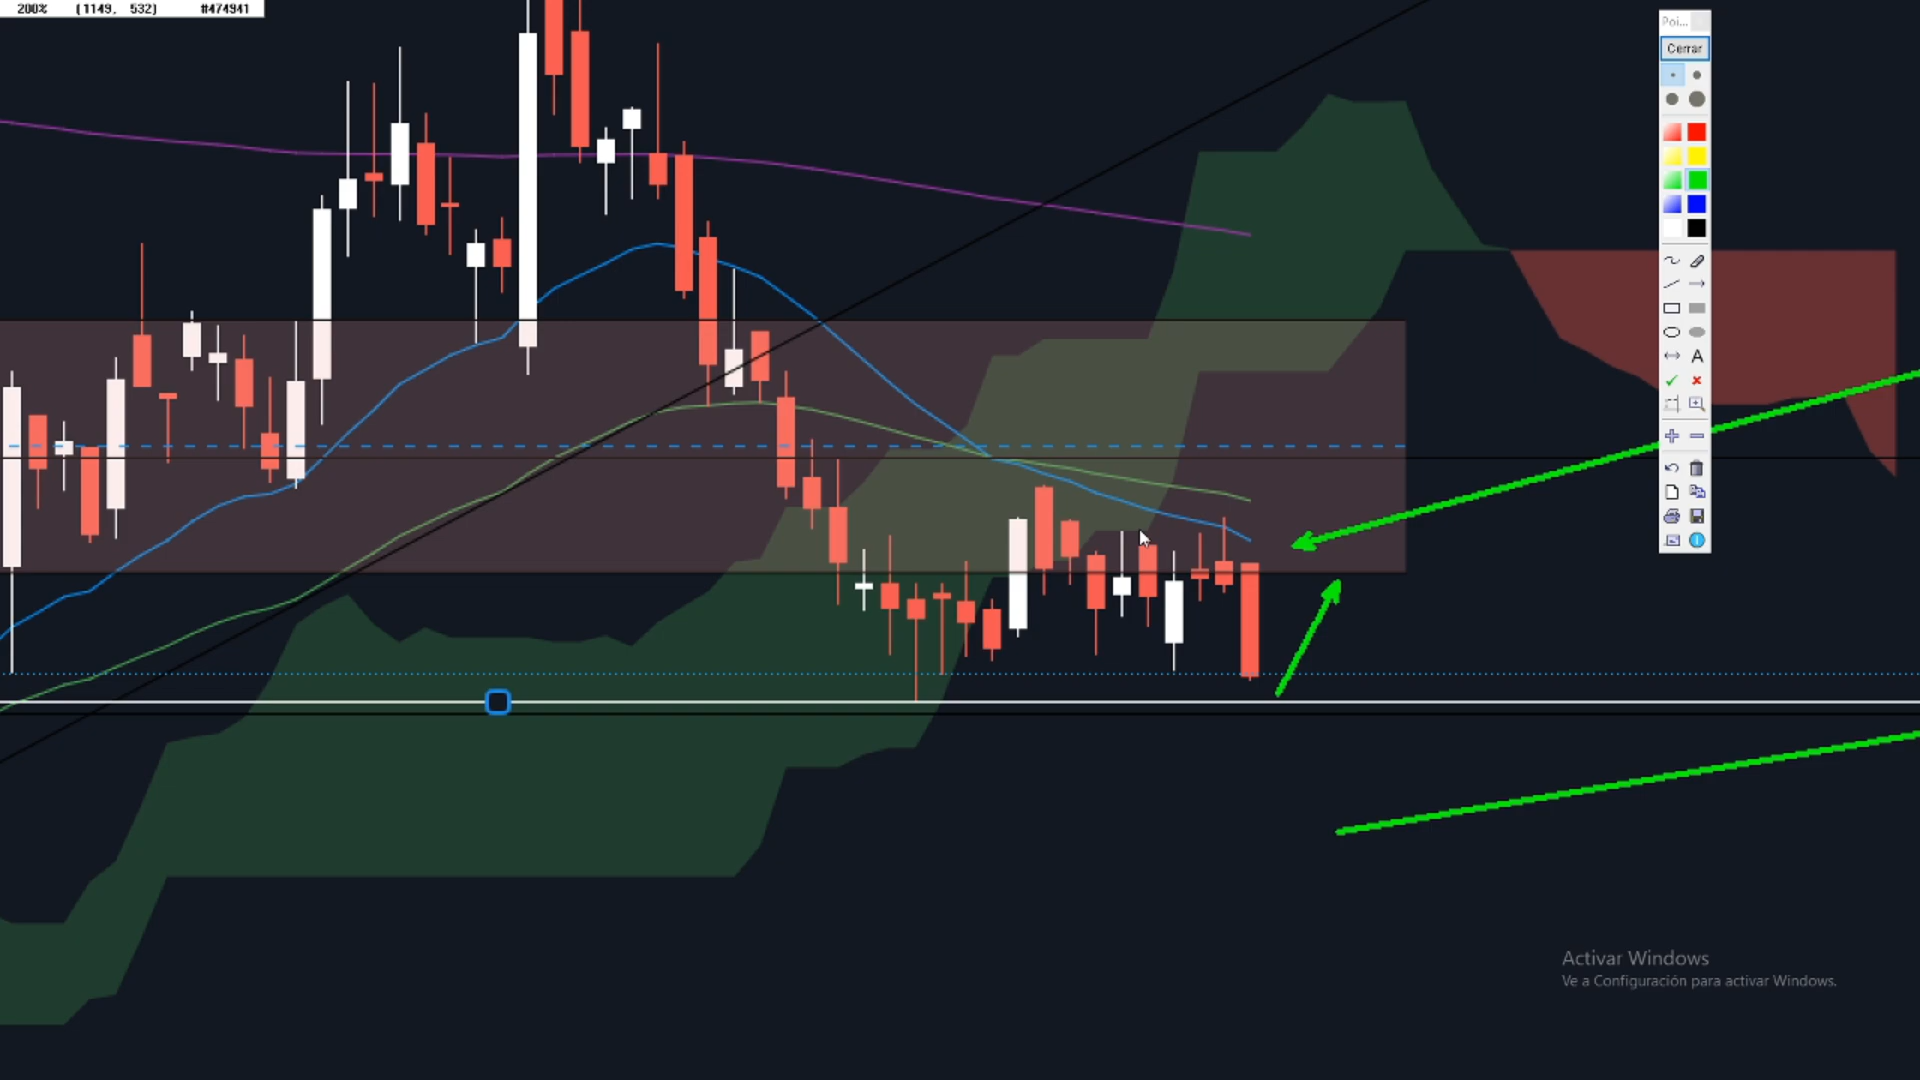 200% (1149, 532) #474941
Poi...
Cerrar
A
Activar Windows
Ve a Configuración para activar Windows.